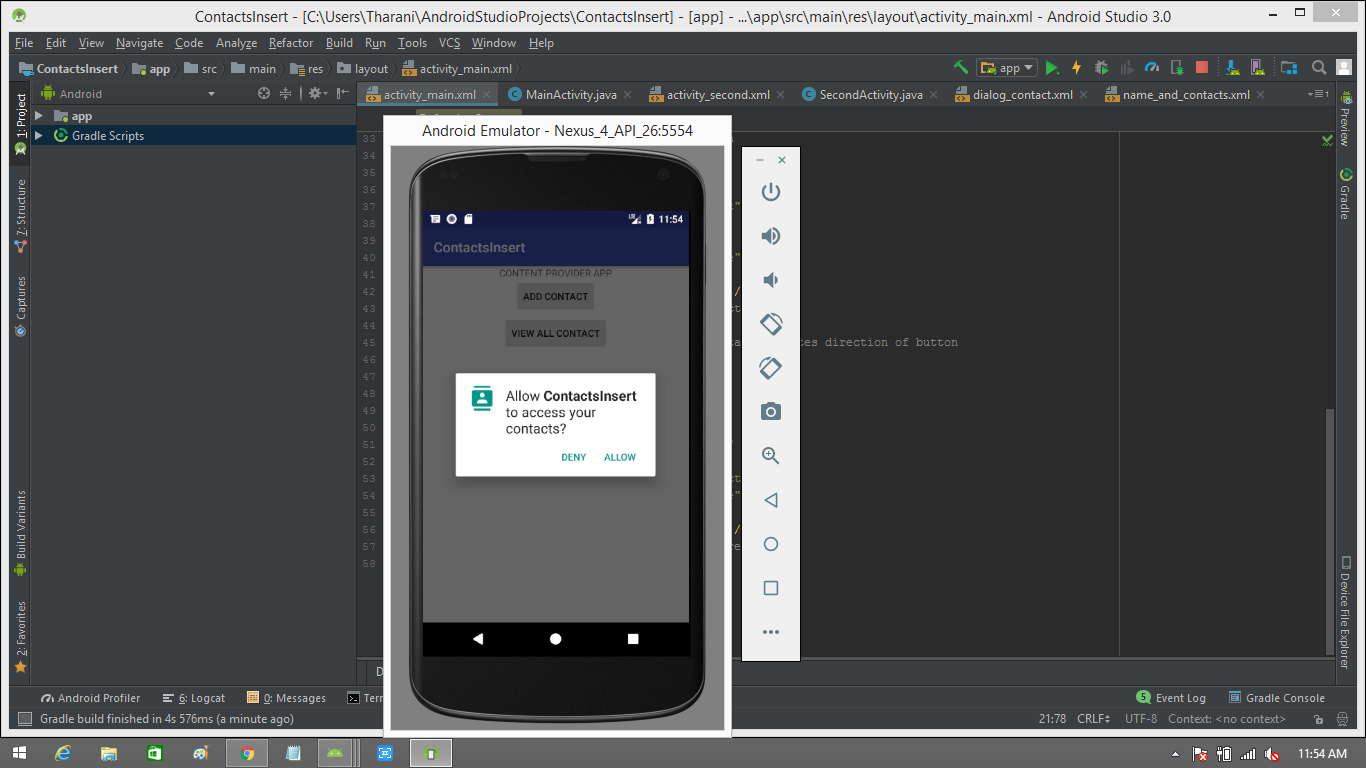 ContactsInsert - [C:\Users\Tharani\AndroidStudioProjects\ContactsInsert] - [app] - ...\app\src\main\res\layout\activity_main.xml - Android Studio 3.0
File Edit View Navigate Code Analyze Refactor Build Run Tools VCS Window Help
ContactsInsert app src main res layout activity_main.xml
app
1: Project
Android
activity_main.xml MainActivity.java activity_second.xml SecondActivity.java dialog_contact.xml name_and_contacts.xml
1
Preview
app
Gradle Scripts
7: Structure
Captures
Build Variants
2: Favorites
Gradle
Device File Explorer
33
34
35
36
37
38
39
40
41
42
43
44
45
46
47
48
49
50
51
52
53
54
55
56
57
58
tes direction of button
Android Emulator - Nexus_4_API_26:5554
11:54
ContactsInsert
CONTENT PROVIDER APP
ADD CONTACT
VIEW ALL CONTACT
Allow ContactsInsert
to access your
contacts?
DENY ALLOW
Android Profiler 6: Logcat 0: Messages Terr
5 Event Log Gradle Console
Gradle build finished in 4s 576ms (a minute ago)
21:78 CRLF UTF-8 Context: <no context>
11:54 AM